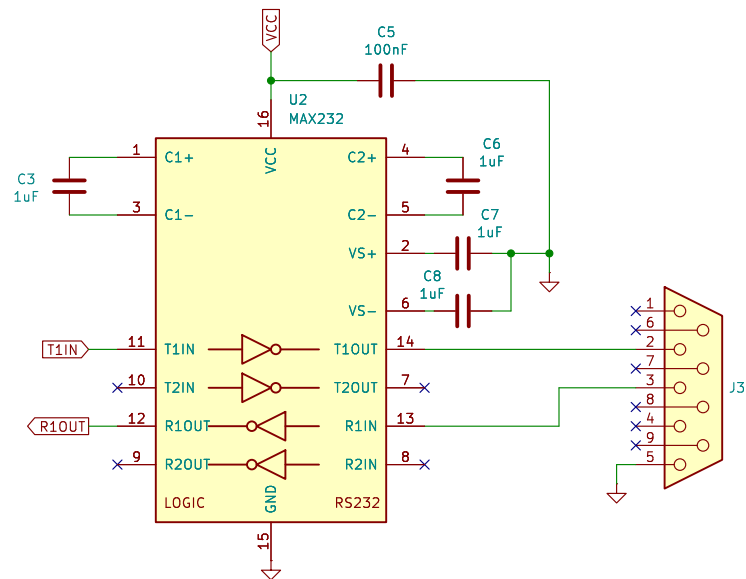 VCC
C5
100nF
U2
MAX232
16
VCC
1
C1+
C2+
4
C6
1uF
C3
1uF
3
C1-
C2-
5
C7
1uF
VS+
2
C8
1uF
VS-
6
T1IN
11
T1IN
T1OUT
14
10
T2IN
T2OUT
7
R1OUT
12
R1OUT
R1IN
13
9
R2OUT
R2IN
8
LOGIC
GND
RS232
15
1
6
2
7
3
J3
8
4
9
5